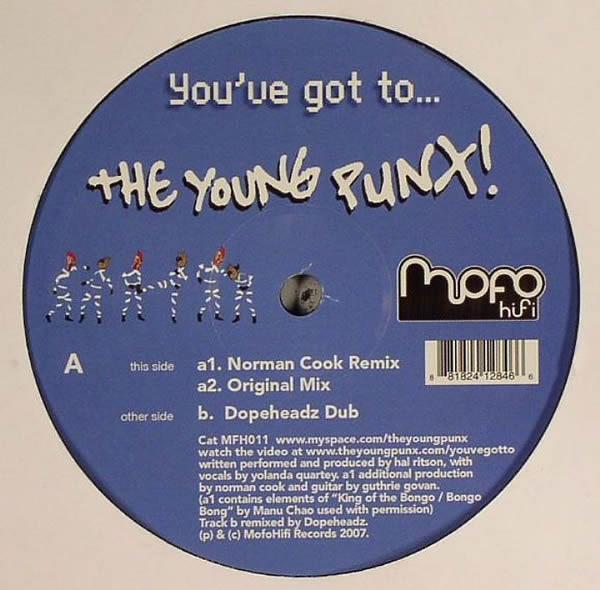 You've got to...
THE YOUNG PUNX!
mofo
hifi
A
this side a1. Norman Cook Remix
a2. Original Mix
other side b. Dopeheadz Dub
6 81824 12846 6
Cat MFH011 www.myspace.com/theyoungpunx
watch the video at www.theyoungpunx.com/youvegotto
written performed and produced by hal ritson, with
vocals by yolanda quartey. a1 additional production
by norman cook and guitar by guthrie govan.
(a1 contains elements of "King of the Bongo / Bongo
Bong" by Manu Chao used with permission)
Track b remixed by Dopeheadz.
(p) & (c) MofoHifi Records 2007.